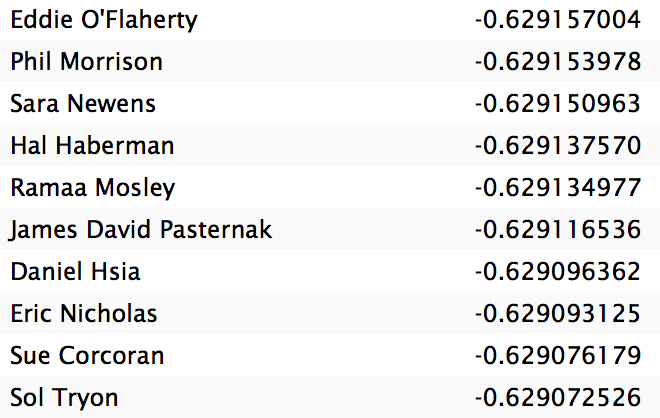 Eddie O'Flaherty -0.629157004
Phil Morrison -0.629153978
Sara Newens -0.629150963
Hal Haberman -0.629137570
Ramaa Mosley -0.629134977
James David Pasternak -0.629116536
Daniel Hsia -0.629096362
Eric Nicholas -0.629093125
Sue Corcoran -0.629076179
Sol Tryon -0.629072526